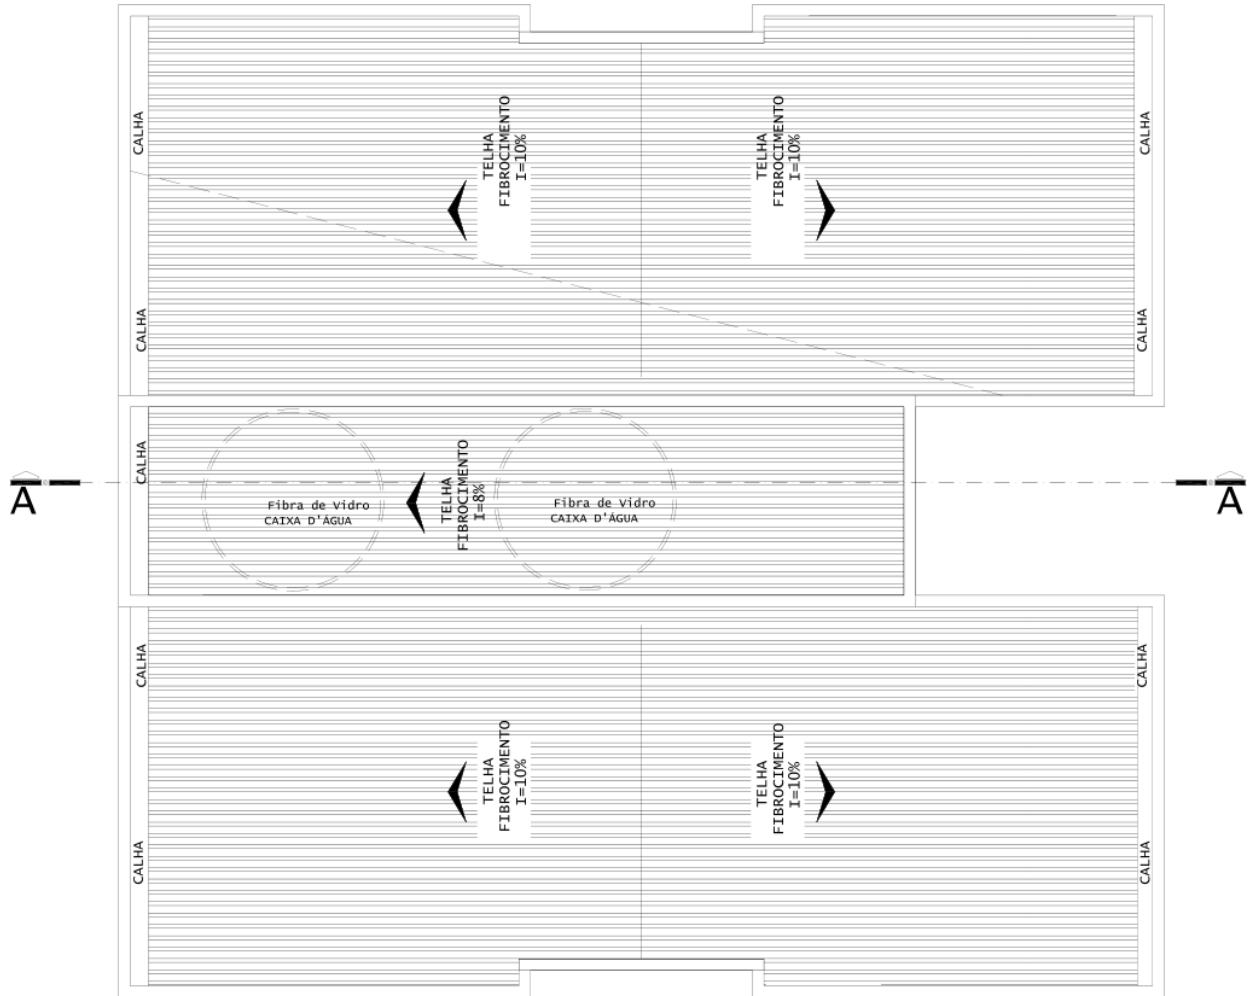 CALHA
TELHA
FIBROCIMENTO
I=10%
TELHA
FIBROCIMENTO
I=10%
CALHA
CALHA
CALHA
CALHA
A
Fibra de Vidro
CAIXA D'ÁGUA
TELHA
FIBROCIMENTO
I=8%
Fibra de Vidro
CAIXA D'ÁGUA
A
CALHA
CALHA
TELHA
FIBROCIMENTO
I=10%
TELHA
FIBROCIMENTO
I=10%
CALHA
CALHA